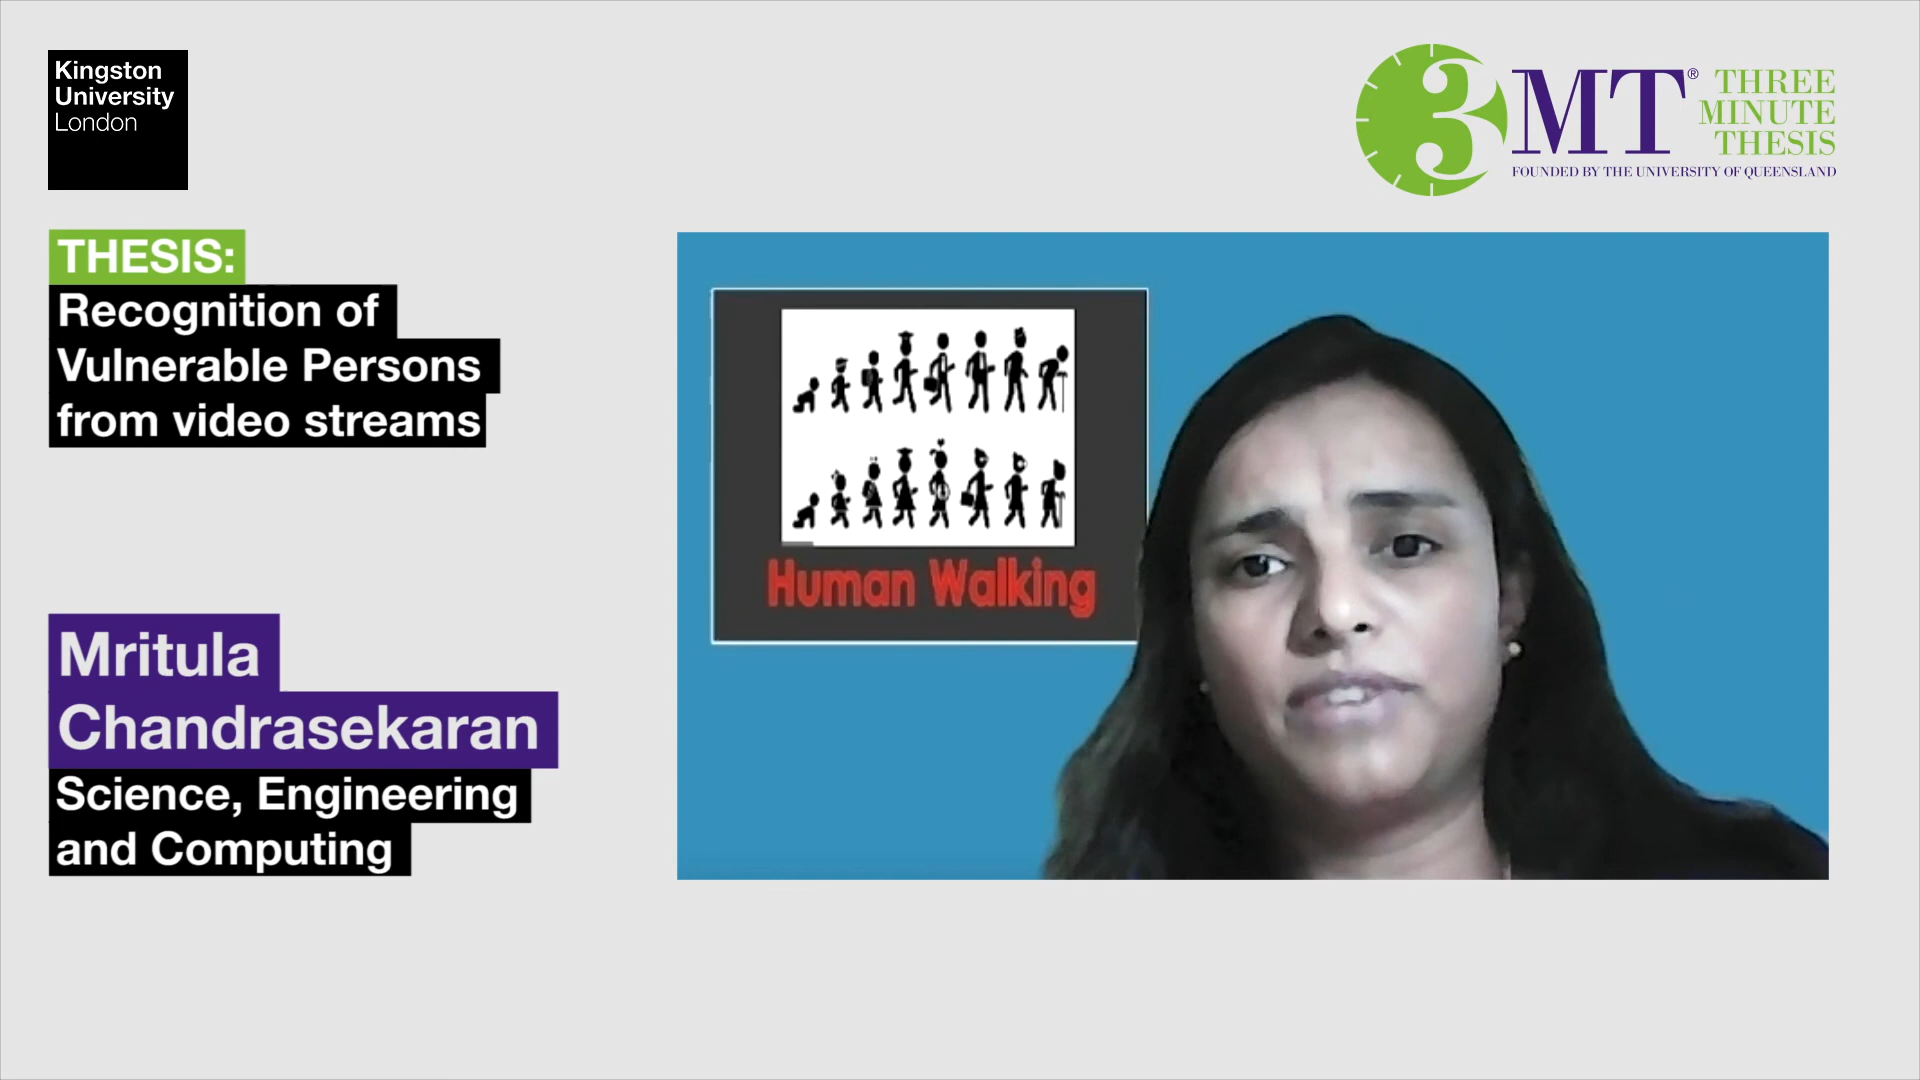 Kingston
University
London
3MT® THREE
MINUTE
THESIS
FOUNDED BY THE UNIVERSITY OF QUEENSLAND
THESIS:
Recognition of
Vulnerable Persons
from video streams
Human Walking
Mritula
Chandrasekaran
Science, Engineering
and Computing